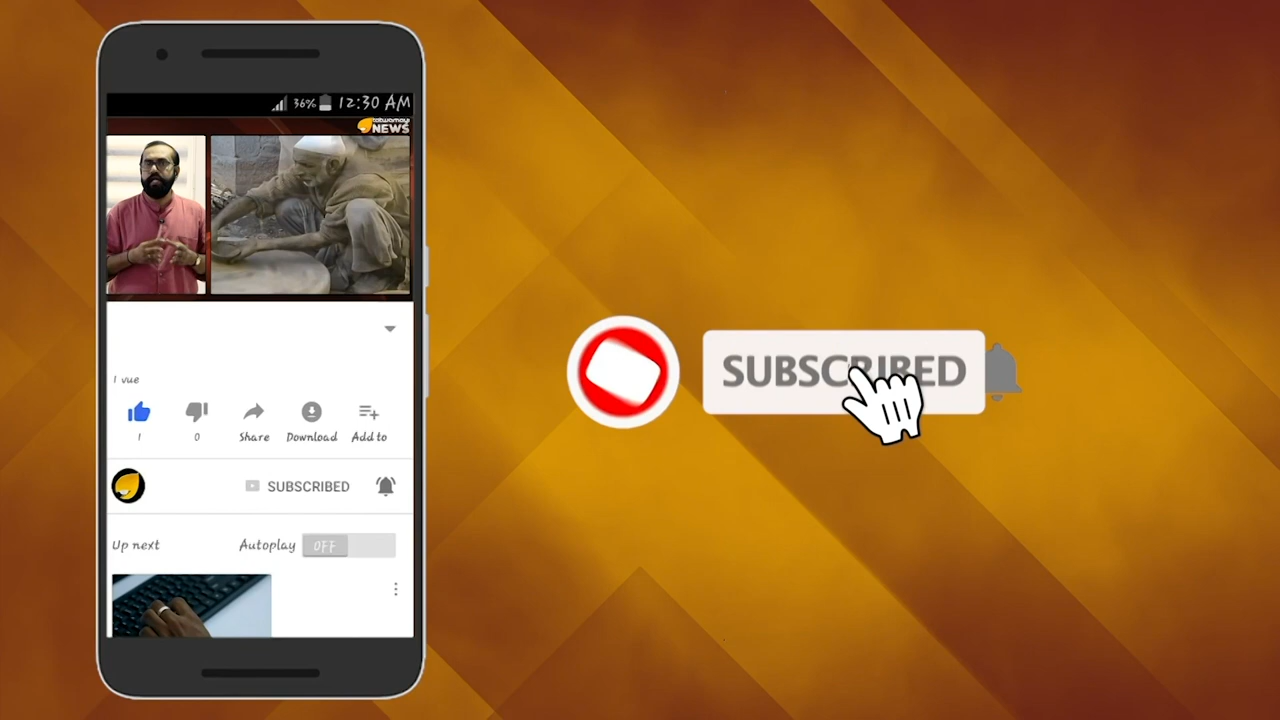 36% 12:30 AM
tatwamayi
NEWS
1 vue
1 0 Share Download Add to
SUBSCRIBED
Up next Autoplay OFF
SUBSCRIBED